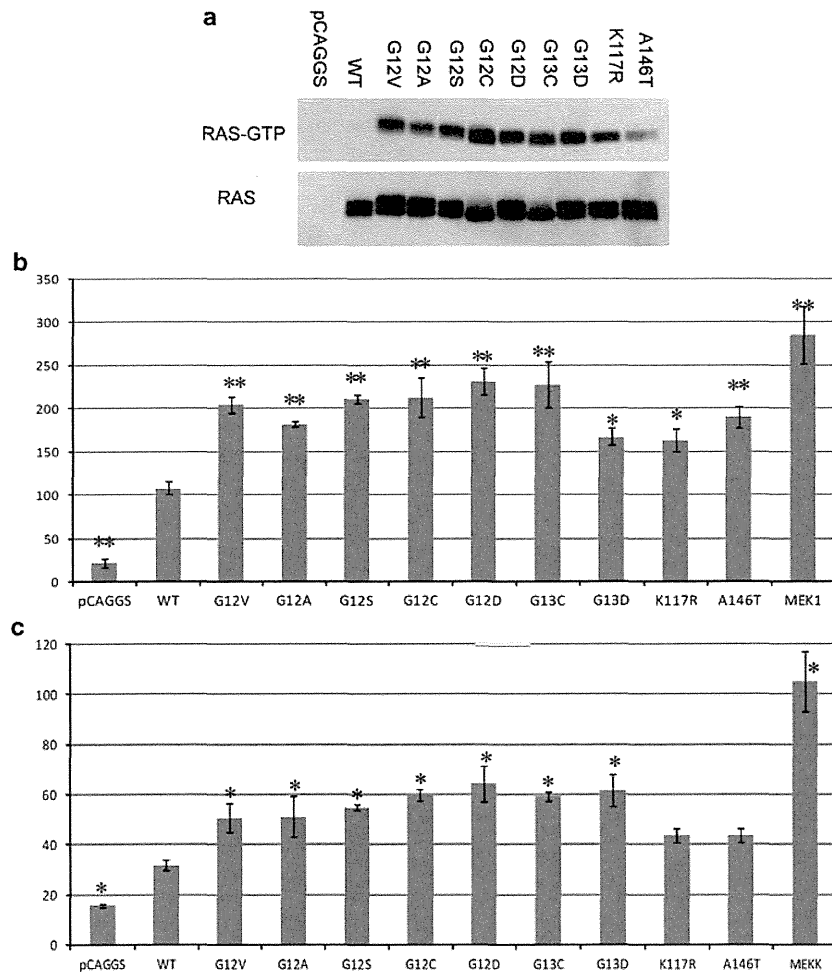 a
pCAGGS WT G12V G12A G12S G12C G12D G13C G13D K117R A146T
RAS-GTP
RAS
b
350
300
250
200
150
100
50
0
** ** ** ** ** ** ** * * ** **
pCAGGS WT G12V G12A G12S G12C G12D G13C G13D K117R A146T MEK1
c
120
100
80
60
40
20
0
* * * * * * * * *
pCAGGS WT G12V G12A G12S G12C G12D G13C G13D K117R A146T MEKK